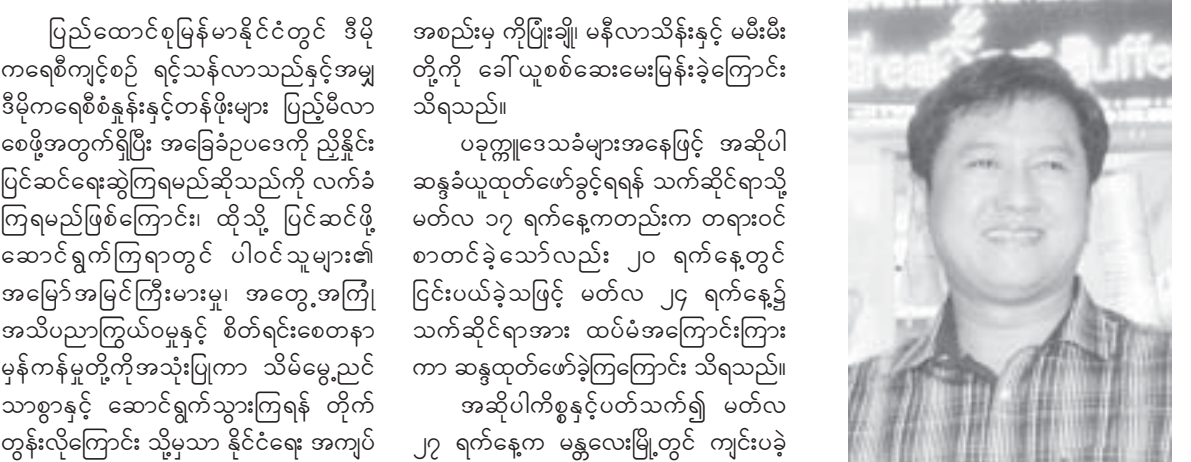 ပြည်ထောင်စုမြန်မာနိုင်ငံတွင် ဒီမို
ကရေစီကျင့်စဉ် ရင့်သန်လာသည်နှင့်အမျှ
ဒီမိုကရေစီစံနှုန်းနှင့်တန်ဖိုးများ ပြည့်မီလာ
စေဖို့အတွက်ရှိပြီး အခြေခံဥပဒေကို ညှိနှိုင်း
ပြင်ဆင်ရေးဆွဲကြရမည်ဆိုသည်ကို လက်ခံ
ကြရမည်ဖြစ်ကြောင်း၊ ထိုသို့ ပြင်ဆင်ဖို့
ဆောင်ရွက်ကြရာတွင် ပါဝင်သူများ၏
အမြော်အမြင်ကြီးမားမှု၊ အတွေ့အကြုံ
အသိပညာကြွယ်ဝမှုနှင့် စိတ်ရင်းစေတနာ
မှန်ကန်မှုတို့ကိုအသုံးပြုကာ သိမ်မွေ့ညင်
သာစွာနှင့် ဆောင်ရွက်သွားကြရန် တိုက်
တွန်းလိုကြောင်း သို့မှသာ နိုင်ငံရေး အကျပ်
အစည်းမှ ကိုပြုံးချို၊ မနီလာသိန်းနှင့် မမီးမီး
တို့ကို ခေါ်ယူစစ်ဆေးမေးမြန်းခဲ့ကြောင်း
သိရသည်။
ပခုက္ကူဒေသခံများအနေဖြင့် အဆိုပါ
ဆန္ဒခံယူထုတ်ဖော်ခွင့်ရရန် သက်ဆိုင်ရာသို့
မတ်လ ၁၇ ရက်နေ့ကတည်းက တရားဝင်
စာတင်ခဲ့သော်လည်း ၂၀ ရက်နေ့တွင်
ငြင်းပယ်ခဲ့သဖြင့် မတ်လ ၂၄ ရက်နေ့၌
သက်ဆိုင်ရာအား ထပ်မံအကြောင်းကြား
ကာ ဆန္ဒထုတ်ဖော်ခဲ့ကြကြောင်း သိရသည်။
အဆိုပါကိစ္စနှင့်ပတ်သက်၍ မတ်လ
၂၇ ရက်နေ့က မန္တလေးမြို့တွင် ကျင်းပခဲ့